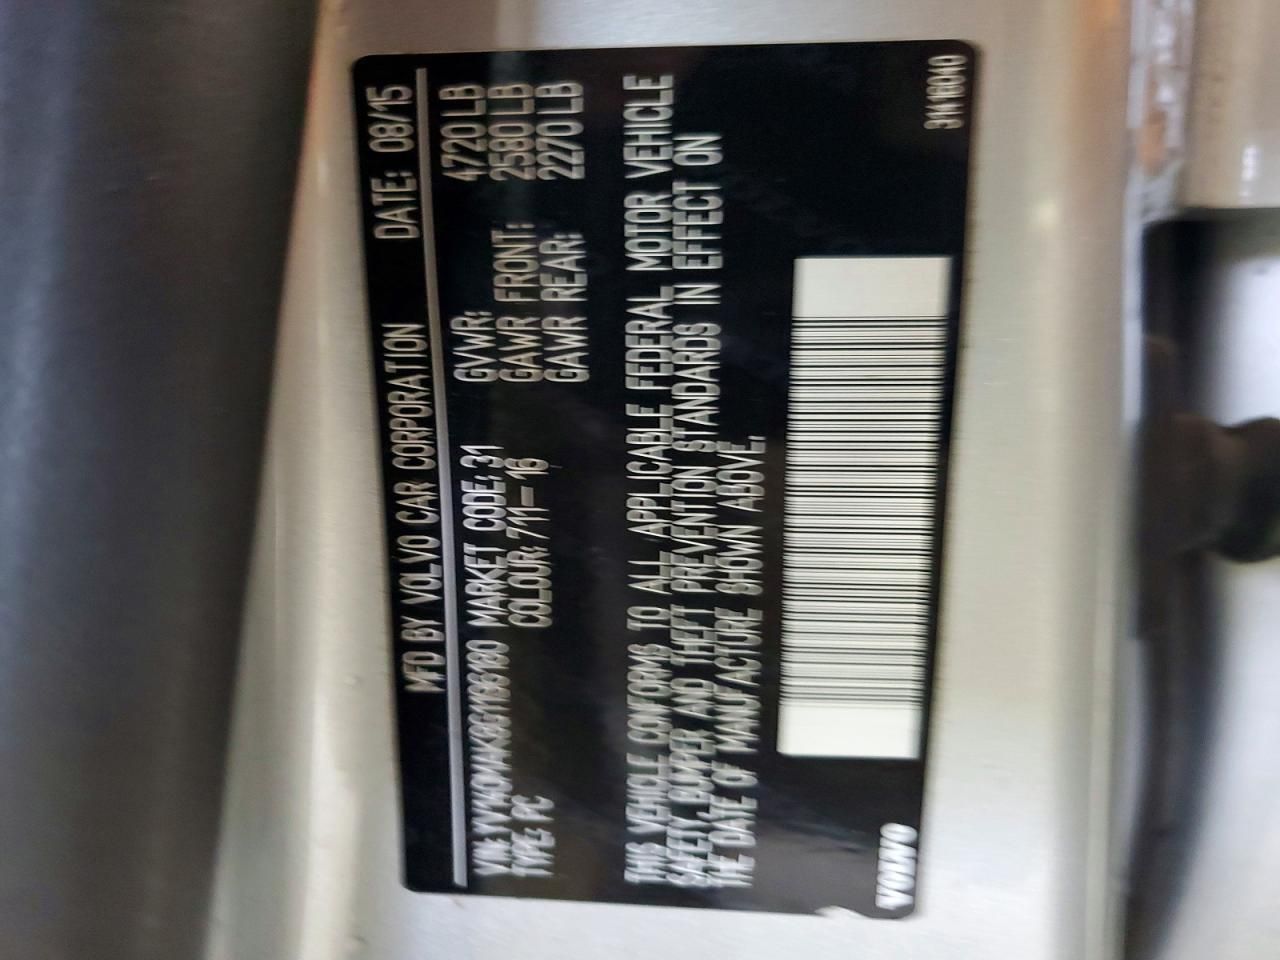 MFD BY VOLVO CAR CORPORATION DATE: 08/15
VIN: MARKET CODE: 31 GVWR: 4720 LB
COLOUR: 711-16 GAWR FRONT: 2580 LB
TYPE: PC GAWR REAR: 2270 LB
THIS VEHICLE CONFORMS TO ALL APPLICABLE FEDERAL MOTOR VEHICLE
SAFETY, BUMPER AND THEFT PREVENTION STANDARDS IN EFFECT ON
THE DATE OF MANUFACTURE SHOWN ABOVE.
VOLVO